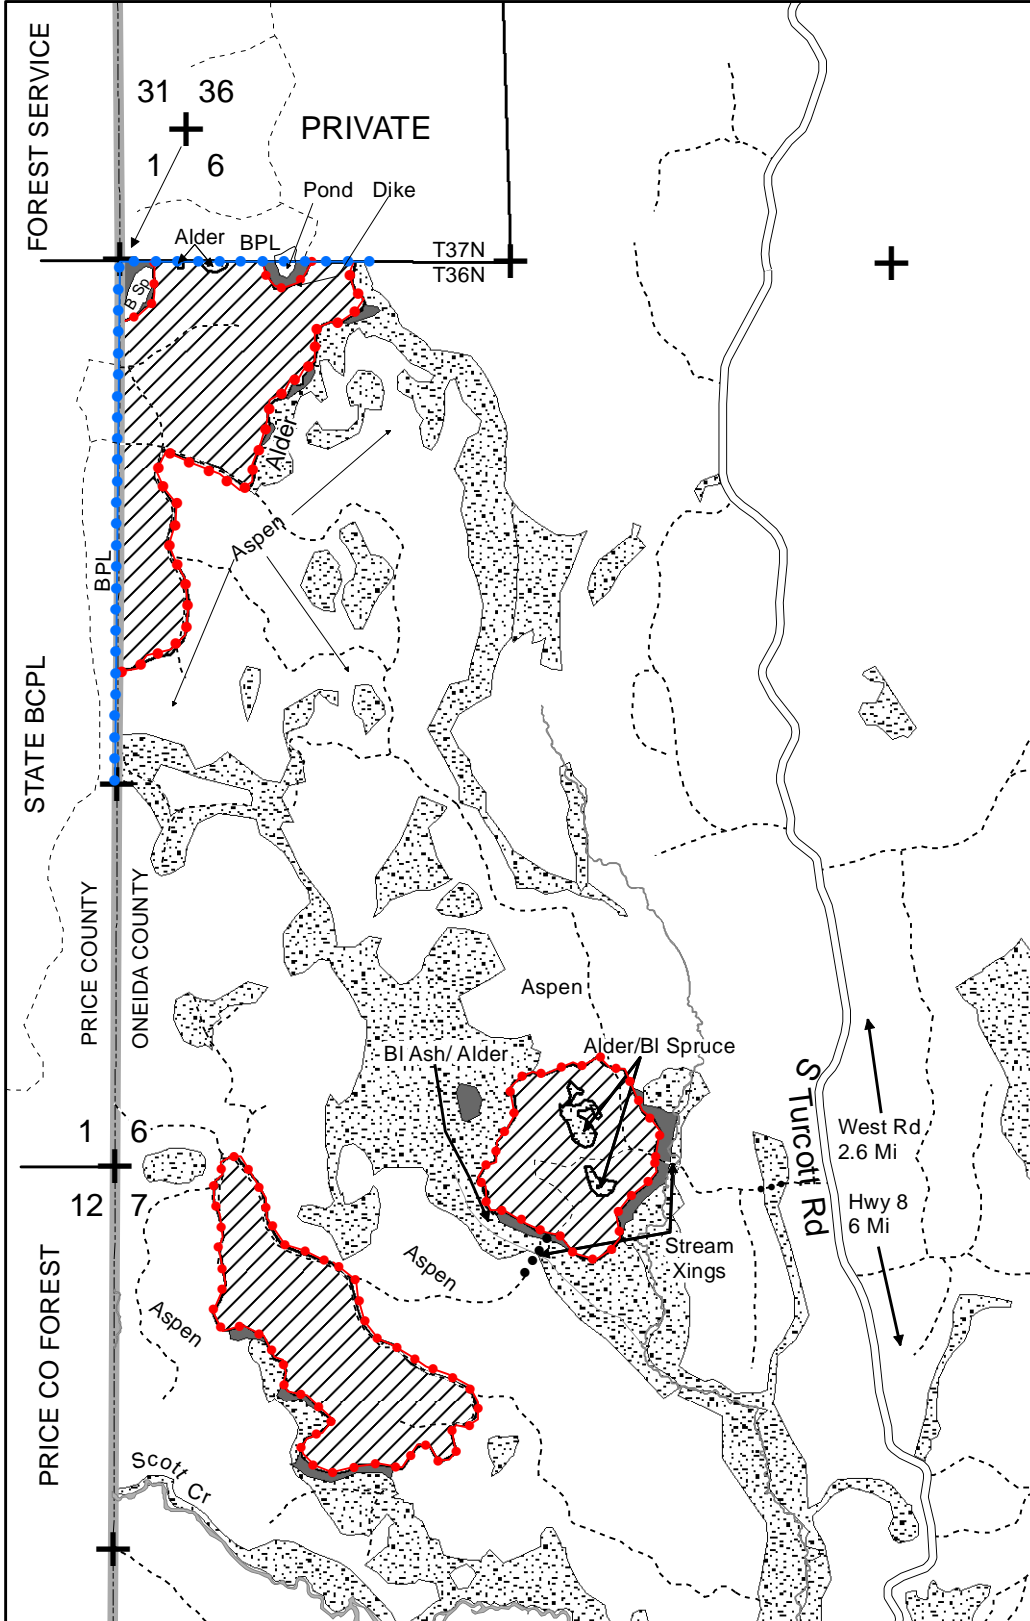 FOREST SERVICE
31 36
PRIVATE
1 6
Pond Dike
Alder BPL
T37N
T36N
B Sp
Alder
Aspen
BPL
STATE BCPL
PRICE COUNTY
ONEIDA COUNTY
Aspen
Bl Ash/ Alder
Alder/Bl Spruce
S Turcott Rd
1 6
West Rd
2.6 Mi
12 7
Hwy 8
6 Mi
Stream
Xings
Aspen
Aspen
PRICE CO FOREST
Scott Cr